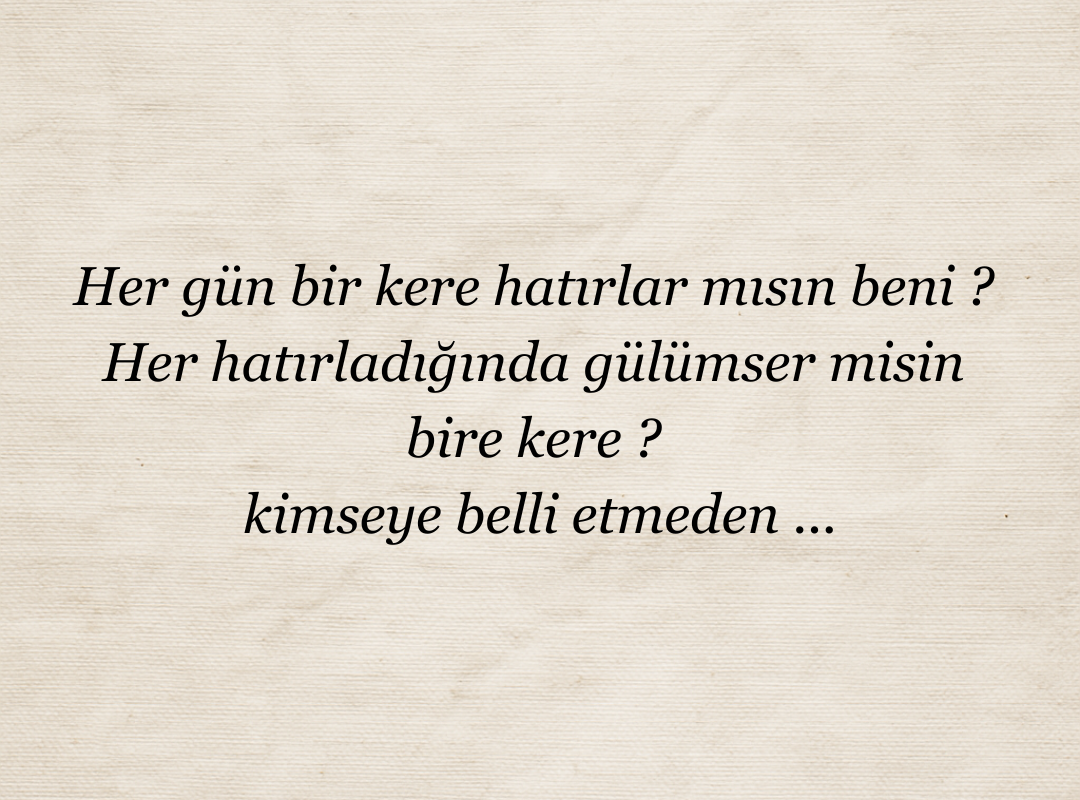 Her gün bir kere hatırlar mısın beni ?
Her hatırladığında gülümser misin
bire kere ?
kimseye belli etmeden ...